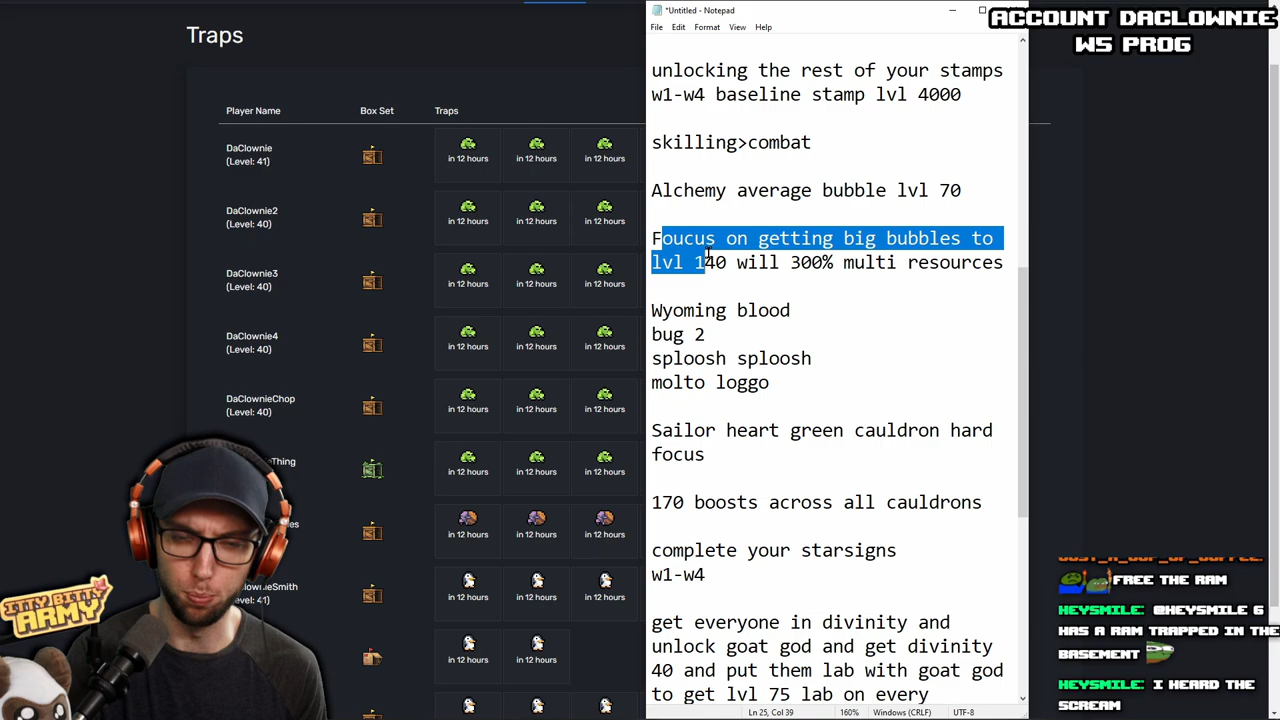 Traps
Player Name
Box Set
Traps
DaClownie
(Level: 41)
in 12 hours
in 12 hours
in 12 hours
DaClownie2
(Level: 40)
in 12 hours
in 12 hours
in 12 hours
DaClownie3
(Level: 40)
in 12 hours
in 12 hours
in 12 hours
DaClownie4
(Level: 40)
in 12 hours
in 12 hours
in 12 hours
DaClownieChop
(Level: 40)
in 12 hours
in 12 hours
in 12 hours
in 12 hours
in 12 hours
in 12 hours
in 12 hours
in 12 hours
in 12 hours
41)
in 12 hours
in 12 hours
in 12 hours
in 12 hours
in 12 hours
ITTY BITTY
ARMY
*Untitled - Notepad
File Edit Format View Help
unlocking the rest of your stamps
w1-w4 baseline stamp lvl 4000
skilling>combat
Alchemy average bubble lvl 70
Foucus on getting big bubbles to
lvl 140 will 300% multi resources
Wyoming blood
bug 2
sploosh sploosh
molto loggo
Sailor heart green cauldron hard
focus
170 boosts across all cauldrons
complete your starsigns
w1-w4
get everyone in divinity and
unlock goat god and get divinity
40 and put them lab with goat god
to get lvl 75 lab on every
Ln 25, Col 39
160%
Windows (CRLF)
UTF-8
ACCOUNT DACLOWNIE
W5 PROG
FREE THE RAM
HEYSMILE: @HEYSMILE 6
HAS A RAM TRAPPED IN THE
BASEMENT
HEYSMILE: I HEARD THE
SCREAM